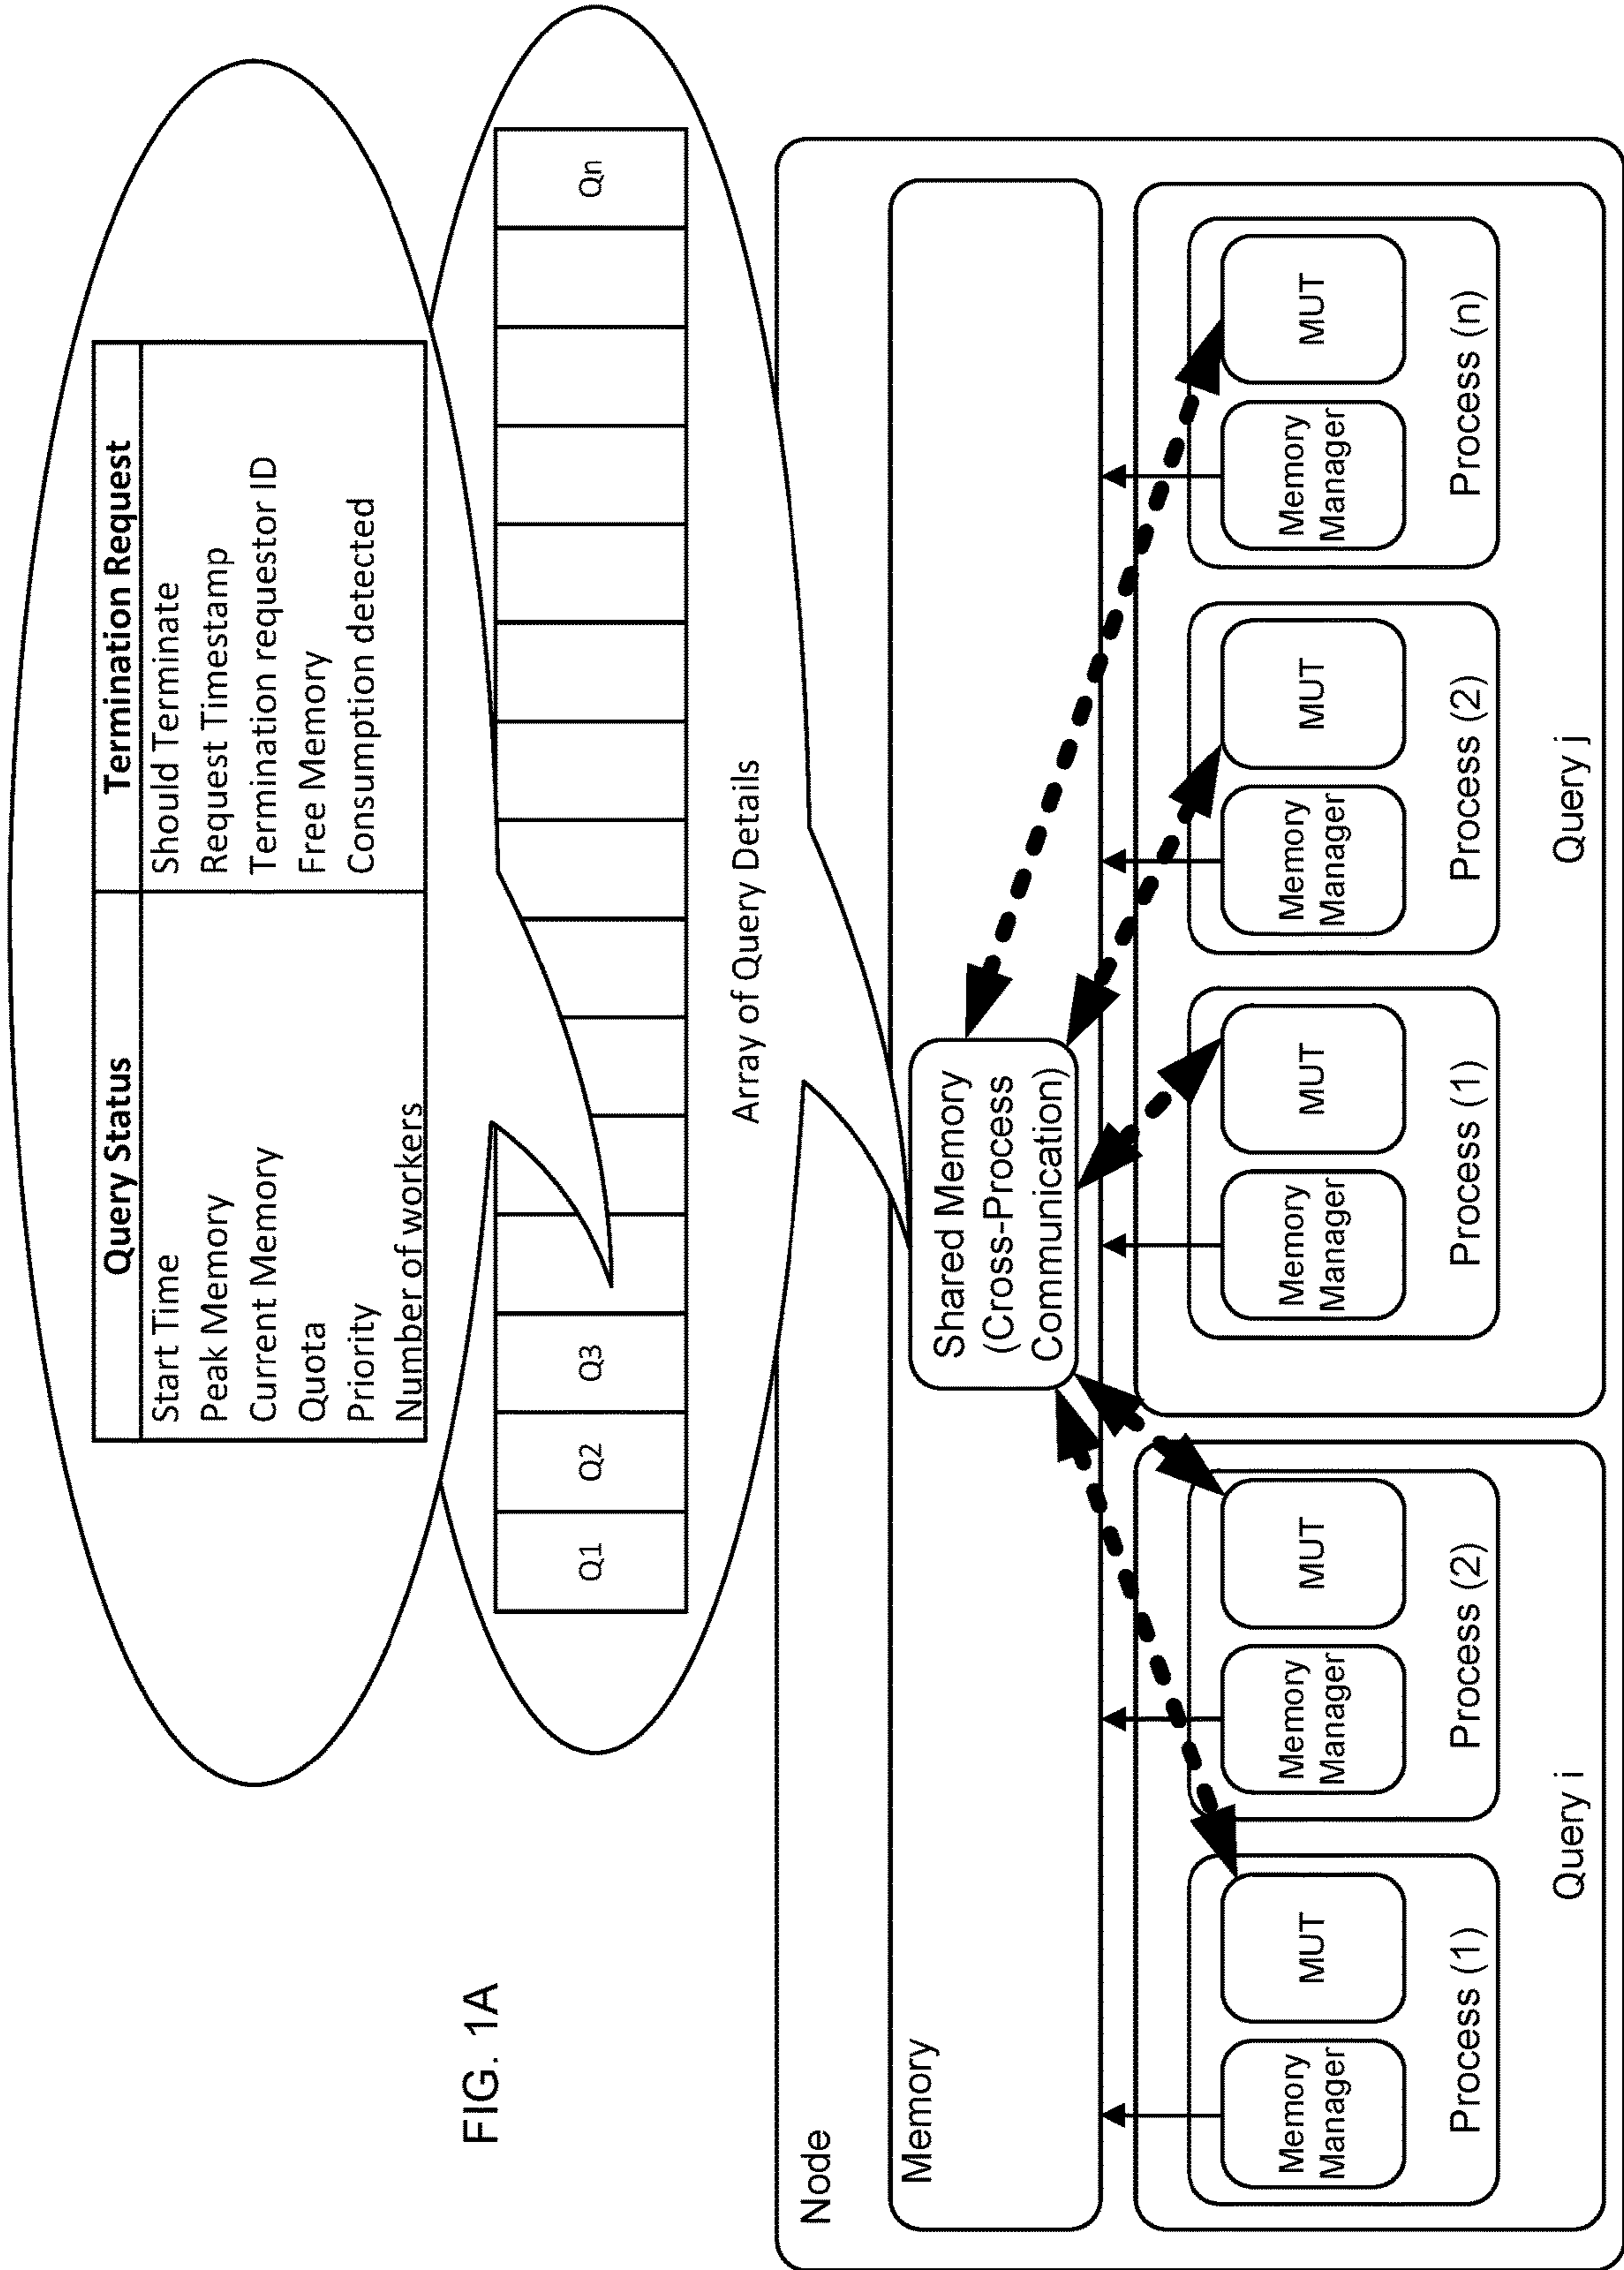 Query Status
Termination Request
Start Time
Peak Memory
Current Memory
Quota
Priority
Number of workers
Should Terminate
Request Timestamp
Termination requestor ID
Free Memory
Consumption detected
FIG. 1A
Q1
Q2
Q3
Qn
Array of Query Details
Node
Memory
Shared Memory
(Cross-Process
Communication)
Memory
Manager
MUT
Process (1)
Memory
Manager
MUT
Process (2)
Query i
Memory
Manager
MUT
Process (1)
Memory
Manager
MUT
Process (2)
Memory
Manager
MUT
Process (n)
Query j